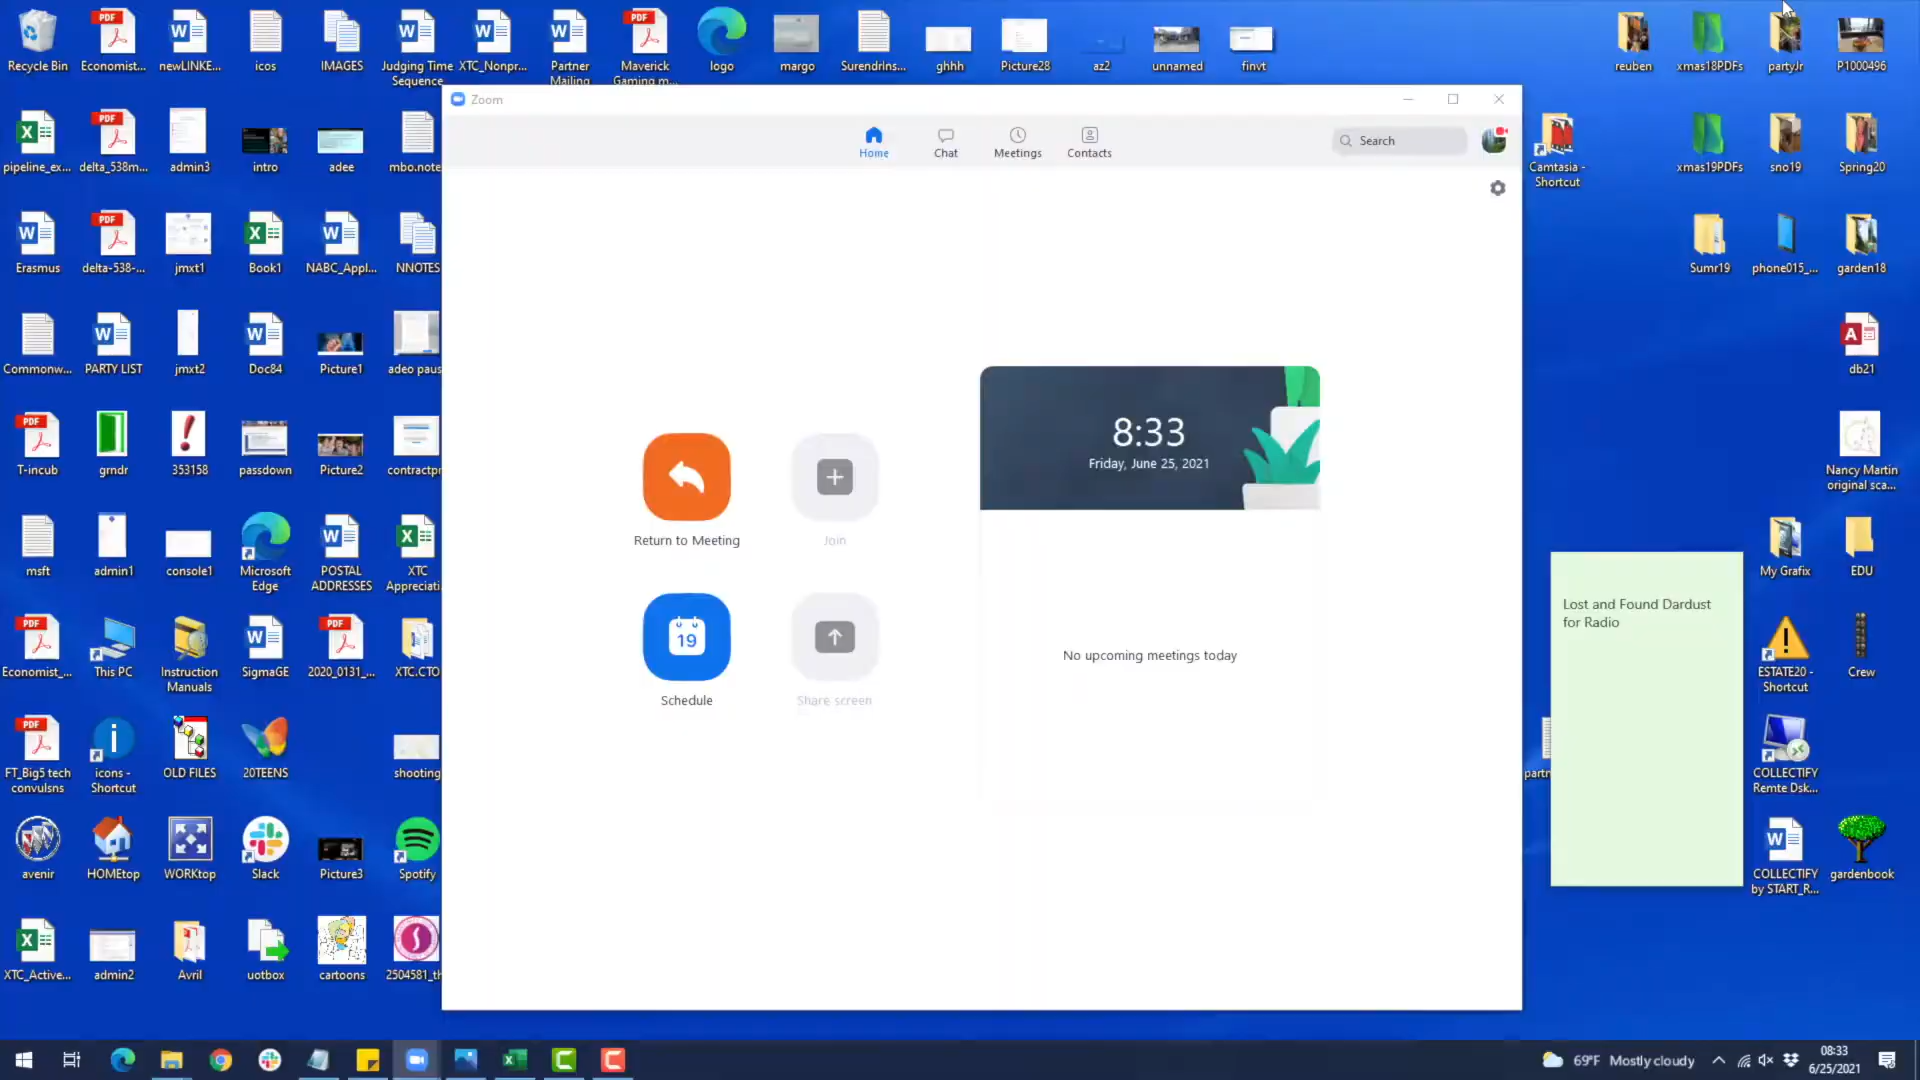 Recycle Bin
Economist...
newLINKE...
icos
IMAGES
Judging Time
Sequence
XTC_Nonpr...
Partner
Mailing
Maverick
Gaming m...
logo
margo
SurendrIns...
ghhh
Picture28
az2
unnamed
finvt
reuben
xmas18PDFs
partyJr
P1000496
Zoom
Home
Chat
Meetings
Contacts
Search
pipeline_ex...
delta_538m...
admin3
intro
adee
mbo.note
Camtasia -
Shortcut
xmas19PDFs
sno19
Spring20
Erasmus
delta-538-...
jmxt1
Book1
NABC_Appl...
NNOTES
Sumr19
phone015_...
garden18
Commonw...
PARTY LIST
jmxt2
Doc84
Picture1
adeo paus
db21
8:33
Friday, June 25, 2021
T-incub
grndr
353158
passdown
Picture2
contractpr
Nancy Martin
original sca...
Return to Meeting
Join
msft
admin1
console1
Microsoft
Edge
POSTAL
ADDRESSES
XTC
Appreciati
My Grafix
EDU
Lost and Found Dardust
for Radio
19
Schedule
Share screen
No upcoming meetings today
Economist_...
This PC
Instruction
Manuals
SigmaGE
2020_0131_...
XTC.CTO
ESTATE20 -
Shortcut
Crew
FT_Big5 tech
convulsns
icons -
Shortcut
OLD FILES
20TEENS
shooting
partn
COLLECTIFY
Remte Dsk...
avenir
HOMEtop
WORKtop
Slack
Picture3
Spotify
COLLECTIFY
by START_R...
gardenbook
XTC_Active...
admin2
Avril
uotbox
cartoons
2504581_th
69°F Mostly cloudy
08:33
6/25/2021